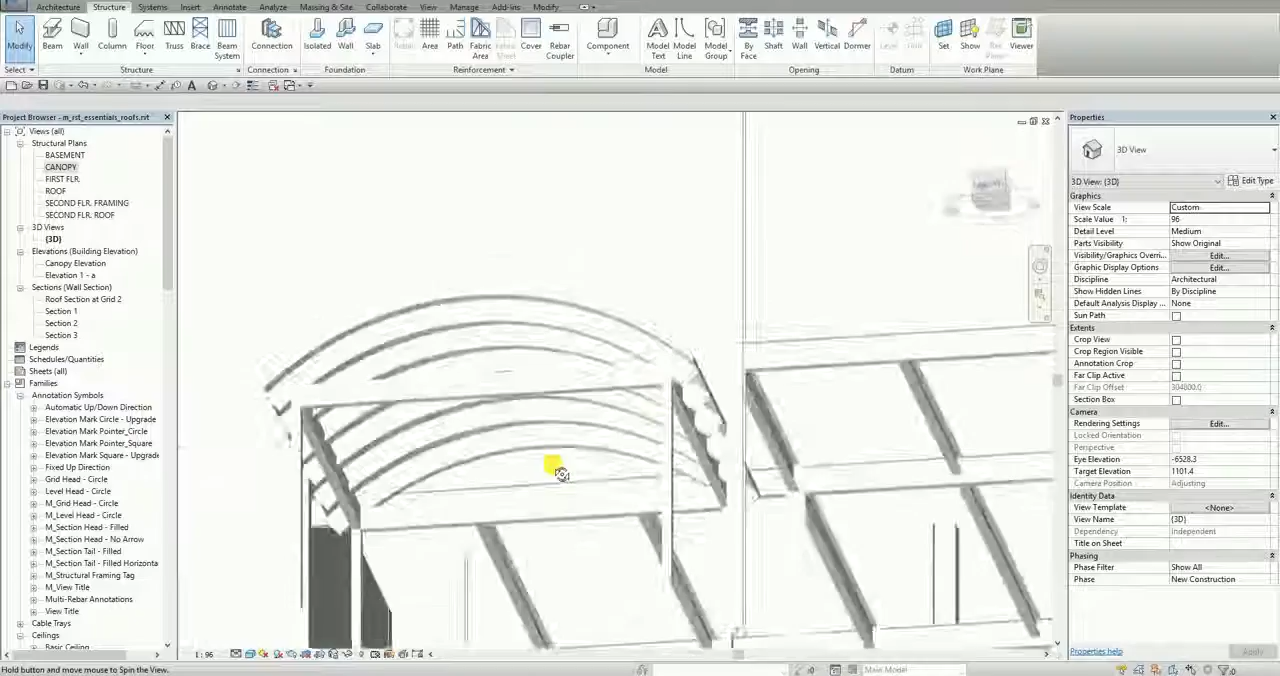 Architecture Structure Systems Insert Annotate Analyze Massing & Site Collaborate View Manage Add-Ins Modify
Modify Beam Wall Column Floor Truss Brace Beam System Connection Isolated Wall Slab Rebar Area Path Fabric Area Fabric Sheet Cover Rebar Coupler Component Model Text Model Line Model Group By Face Shaft Wall Vertical Dormer Level Grid Set Show Ref Plane Viewer
Select Structure Connection Foundation Reinforcement Model Opening Datum Work Plane
Project Browser - m_rst_essentials_roofs.rvt
Views (all)
Structural Plans
BASEMENT
CANOPY
FIRST FLR.
ROOF
SECOND FLR. FRAMING
SECOND FLR. ROOF
3D Views
{3D}
Elevations (Building Elevation)
Canopy Elevation
Elevation 1 - a
Sections (Wall Section)
Roof Section at Grid 2
Section 1
Section 2
Section 3
Legends
Schedules/Quantities
Sheets (all)
Families
Annotation Symbols
Automatic Up/Down Direction
Elevation Mark Circle - Upgrade
Elevation Mark Pointer_Circle
Elevation Mark Pointer_Square
Elevation Mark Square - Upgrade
Fixed Up Direction
Grid Head - Circle
Level Head - Circle
M_Grid Head - Circle
M_Level Head - Circle
M_Section Head - Filled
M_Section Head - No Arrow
M_Section Tail - Filled
M_Section Tail - Filled Horizonta
M_Structural Framing Tag
M_View Title
Multi-Rebar Annotations
View Title
Cable Trays
Ceilings
Basic Ceiling
1 : 96
Properties
3D View
3D View: {3D} Edit Type
Graphics
View Scale Custom
Scale Value 1: 96
Detail Level Medium
Parts Visibility Show Original
Visibility/Graphics Overri... Edit...
Graphic Display Options Edit...
Discipline Architectural
Show Hidden Lines By Discipline
Default Analysis Display ... None
Sun Path
Extents
Crop View
Crop Region Visible
Annotation Crop
Far Clip Active
Far Clip Offset 304800.0
Section Box
Camera
Rendering Settings Edit...
Locked Orientation
Perspective
Eye Elevation -6528.3
Target Elevation 1101.4
Camera Position Adjusting
Identity Data
View Template <None>
View Name {3D}
Dependency Independent
Title on Sheet
Phasing
Phase Filter Show All
Phase New Construction
Properties help Apply
Hold button and move mouse to Spin the View. :0 Main Model :0